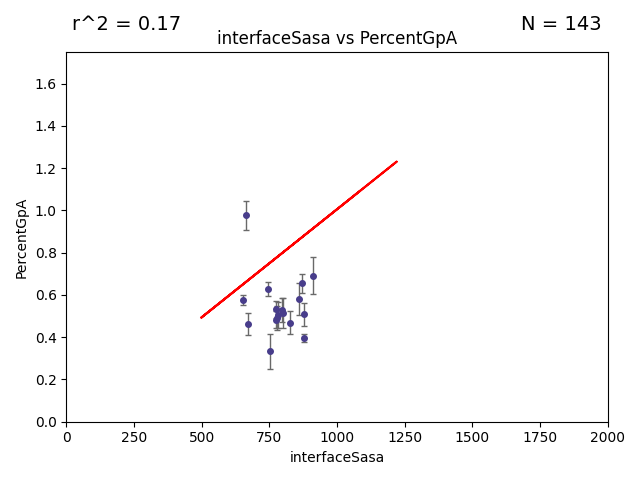 r^2 = 0.17
N = 143
interfaceSasa vs PercentGpA
PercentGpA
1.6
1.4
1.2
1.0
0.8
0.6
0.4
0.2
0.0
0 250 500 750 1000 1250 1500 1750 2000
interfaceSasa